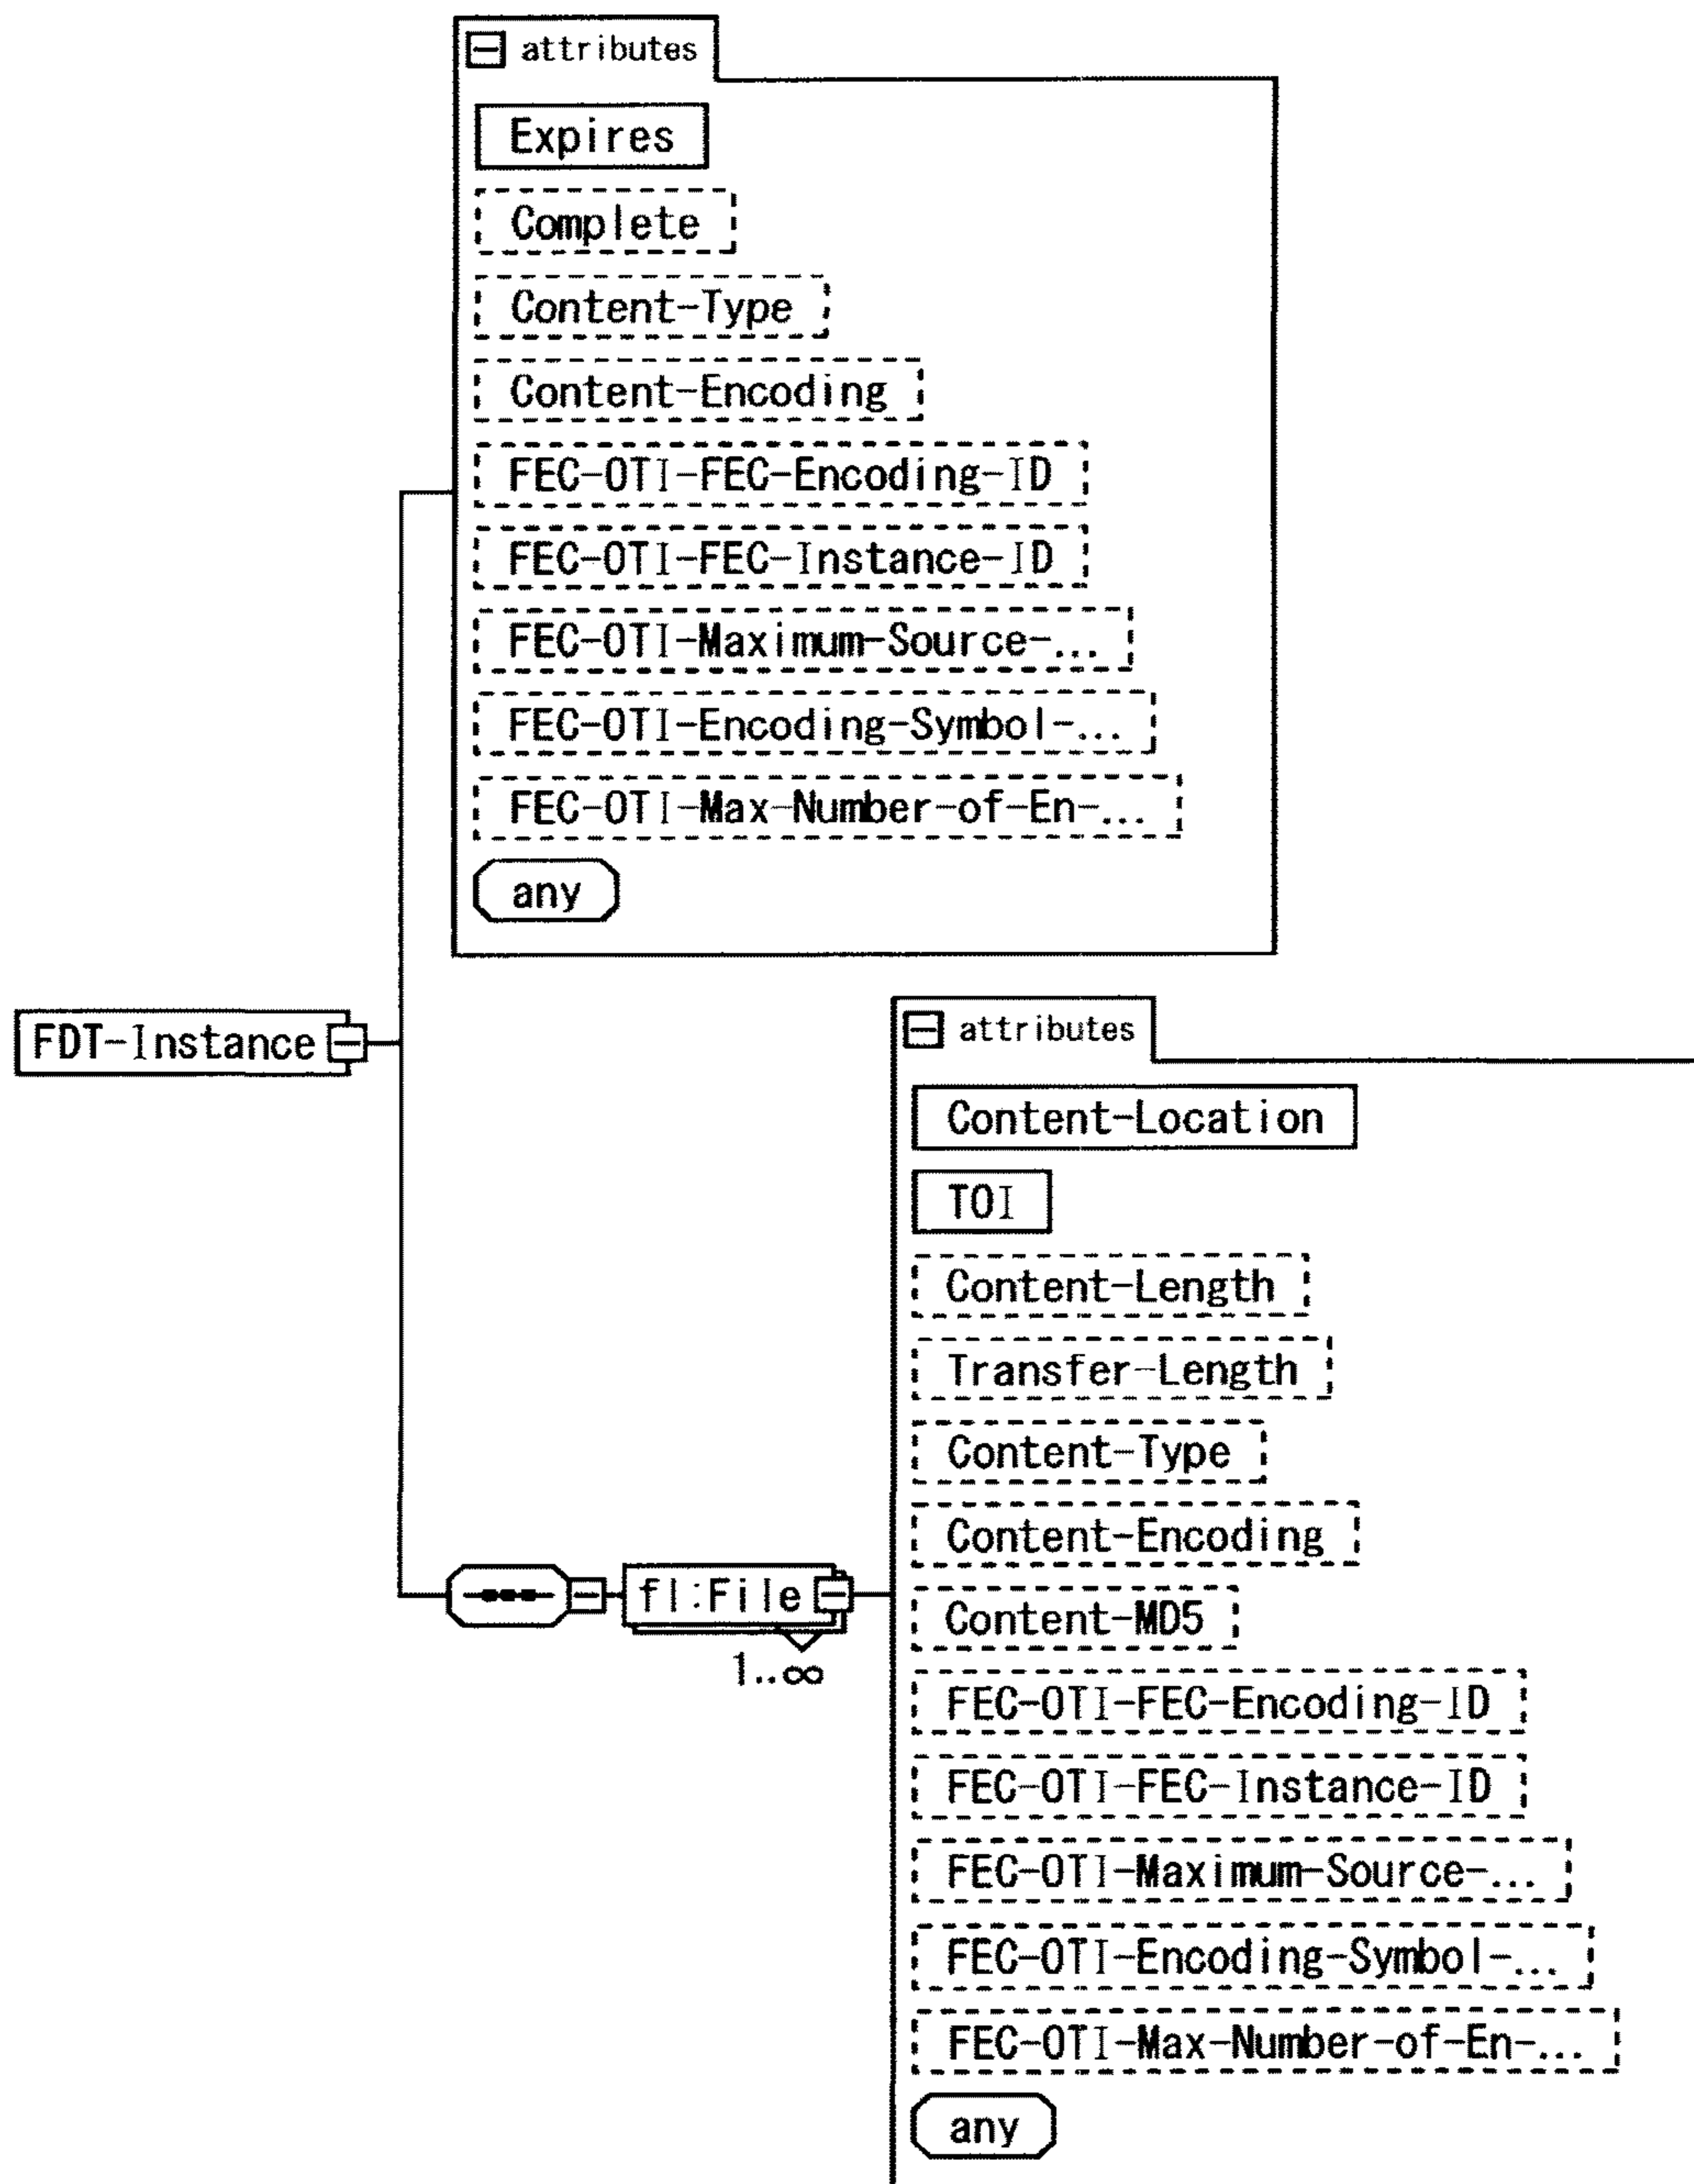 attributes
Expires
Complete
Content-Type
Content-Encoding
FEC-OTI-FEC-Encoding-ID
FEC-OTI-FEC-Instance-ID
FEC-OTI-Maximum-Source-...
FEC-OTI-Encoding-Symbol-...
FEC-OTI-Max-Number-of-En-...
any
FDT-Instance
attributes
Content-Location
TOI
Content-Length
Transfer-Length
Content-Type
Content-Encoding
fl:File
1..∞
Content-MD5
FEC-OTI-FEC-Encoding-ID
FEC-OTI-FEC-Instance-ID
FEC-OTI-Maximum-Source-...
FEC-OTI-Encoding-Symbol-...
FEC-OTI-Max-Number-of-En-...
any